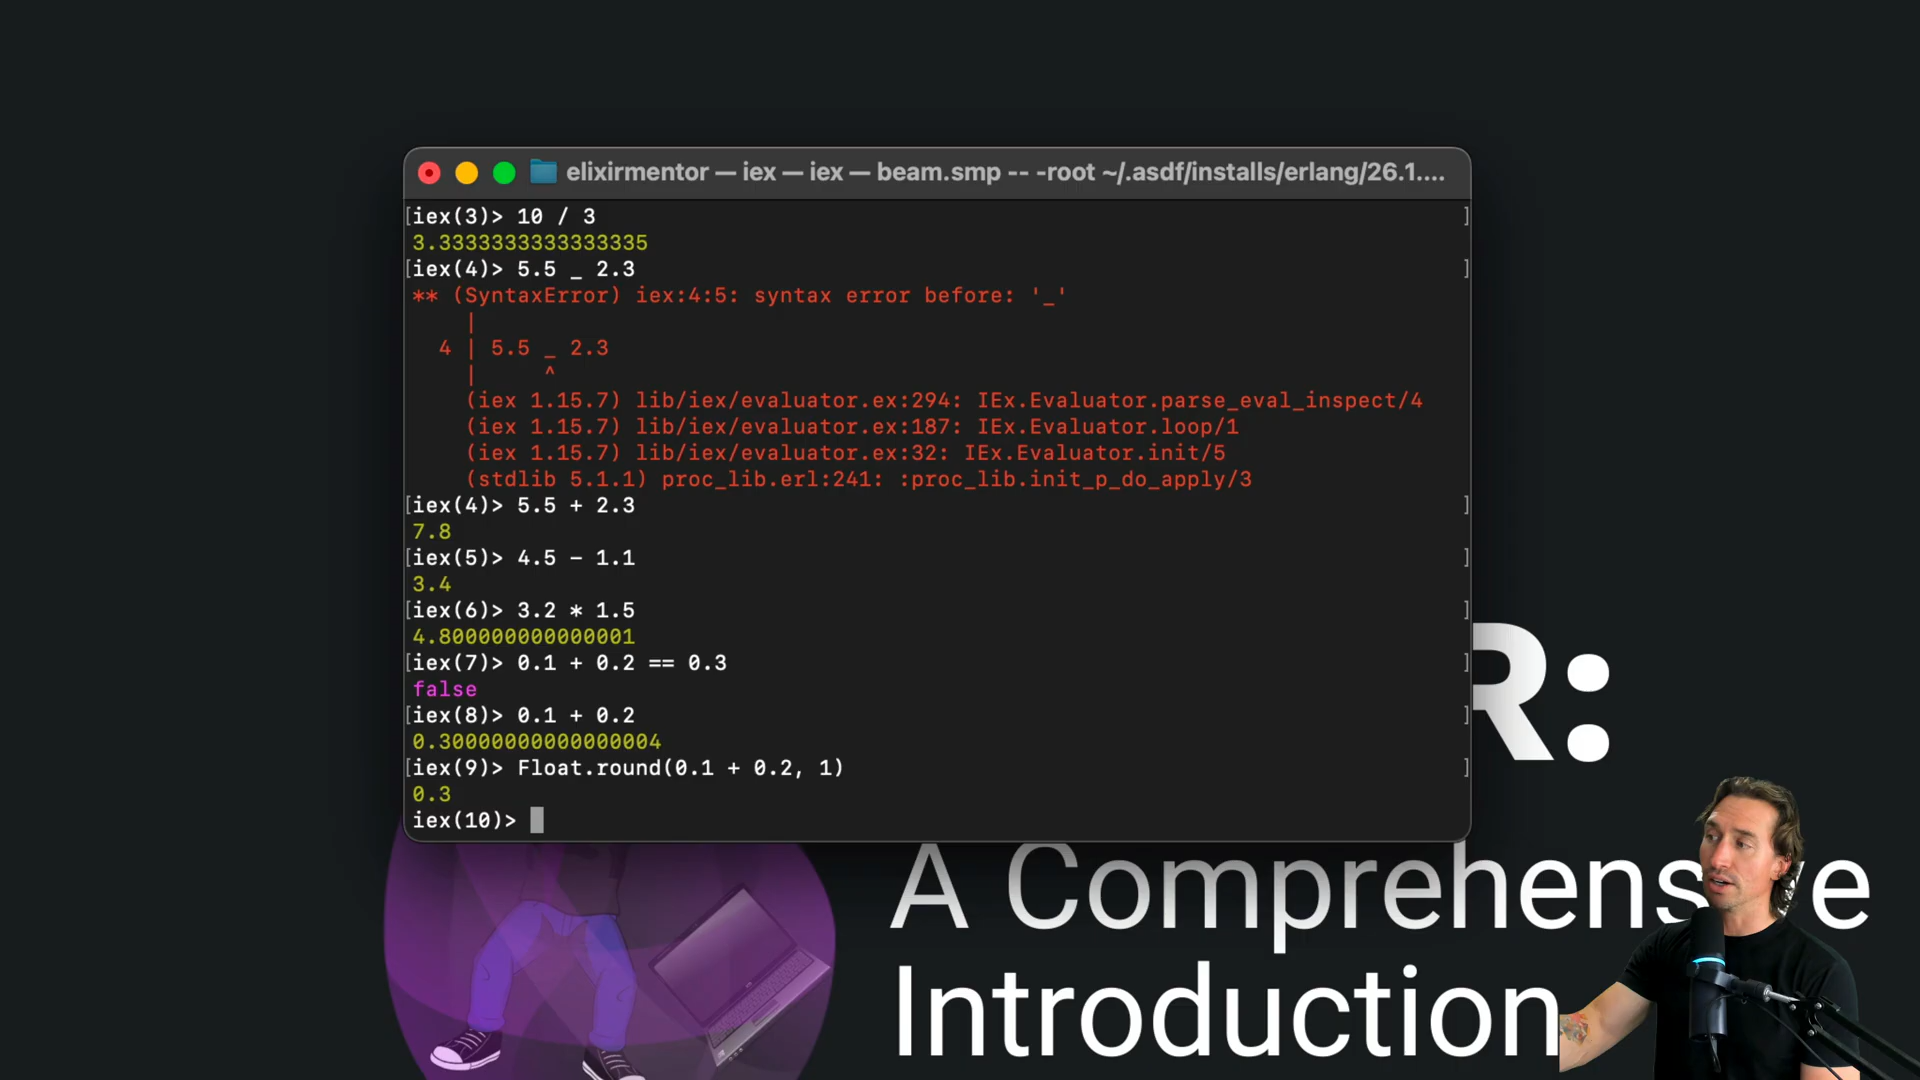 elixirmentor — iex — iex — beam.smp -- -root ~/.asdf/installs/erlang/26.1....
[iex(3)> 10 / 3 ]
3.3333333333333335
[iex(4)> 5.5 _ 2.3 ]
** (SyntaxError) iex:4:5: syntax error before: '_'
|
4 | 5.5 _ 2.3
| ^
(iex 1.15.7) lib/iex/evaluator.ex:294: IEx.Evaluator.parse_eval_inspect/4
(iex 1.15.7) lib/iex/evaluator.ex:187: IEx.Evaluator.loop/1
(iex 1.15.7) lib/iex/evaluator.ex:32: IEx.Evaluator.init/5
(stdlib 5.1.1) proc_lib.erl:241: :proc_lib.init_p_do_apply/3
[iex(4)> 5.5 + 2.3 ]
7.8
[iex(5)> 4.5 - 1.1 ]
3.4
[iex(6)> 3.2 * 1.5 ]
4.800000000000001
[iex(7)> 0.1 + 0.2 == 0.3 ]
false
[iex(8)> 0.1 + 0.2 ]
0.30000000000000004
[iex(9)> Float.round(0.1 + 0.2, 1) ]
0.3
iex(10)>
R:
A Comprehensive
Introduction